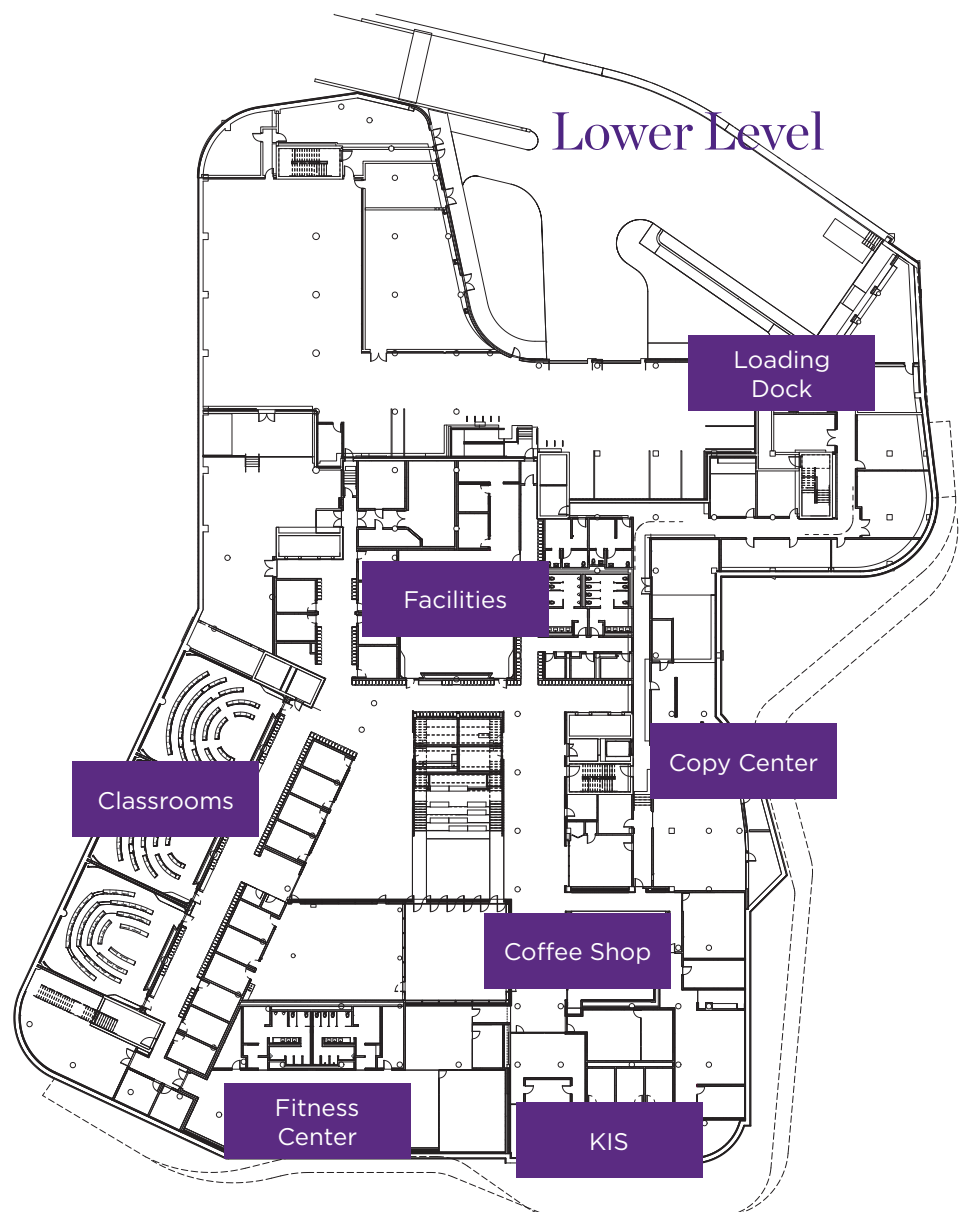 Lower Level
Loading
Dock
Facilities
Copy Center
Classrooms
Coffee Shop
Fitness
Center
KIS